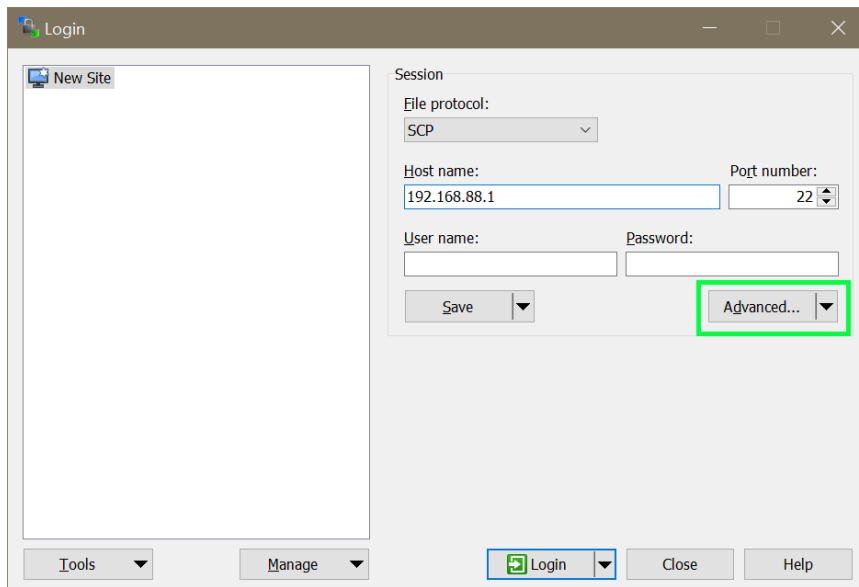 Login
New Site
Session
File protocol:
SCP
Host name:
Port number:
192.168.88.1
22
User name:
Password:
Save
Advanced...
Tools
Manage
Login
Close
Help